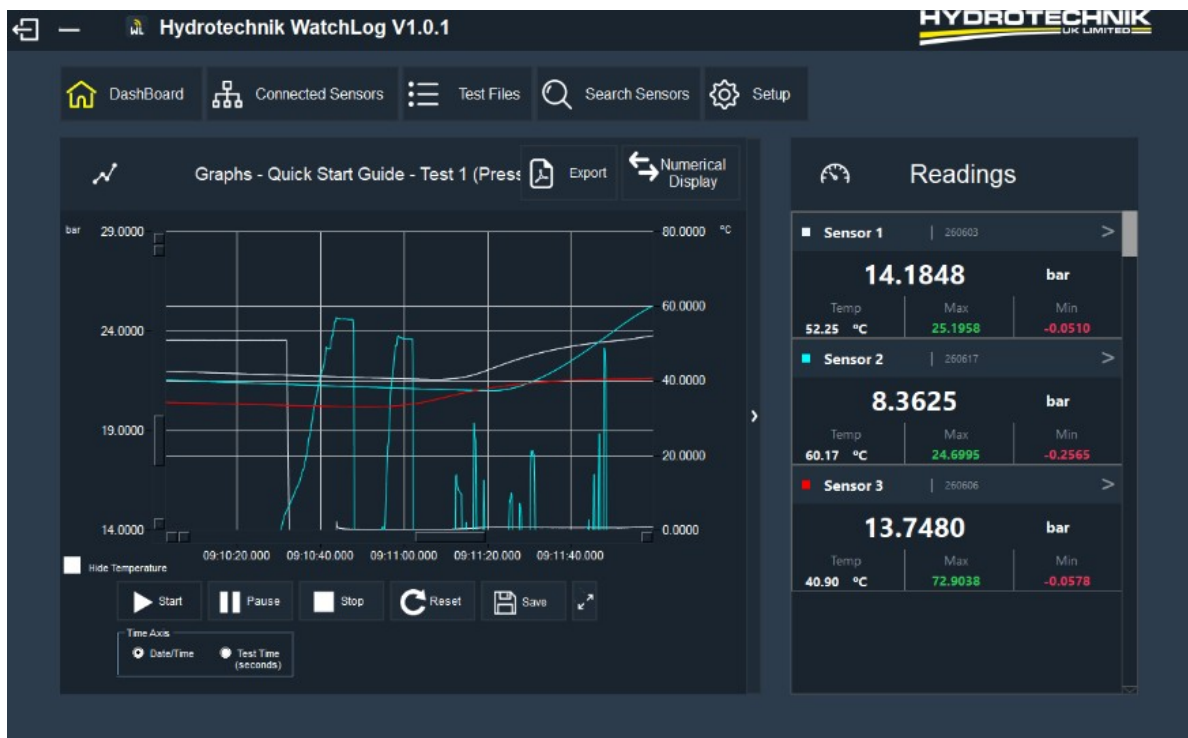 Hydrotechnik WatchLog V1.0.1
HYDROTECHNIK
UK LIMITED
DashBoard
Connected Sensors
Test Files
Search Sensors
Setup
Graphs - Quick Start Guide - Test 1 (Press
Export
Numerical
Display
Readings
bar
29.0000
24.0000
19.0000
14.0000
80.0000 ºC
60.0000
40.0000
20.0000
0.0000
09:10:20.000 09:10:40.000 09:11:00.000 09:11:20.000 09:11:40.000
Hide Temperature
Start
Pause
Stop
Reset
Save
Time Axis
Date/Time
Test Time
(seconds)
Sensor 1 | 260603 >
14.1848 bar
Temp Max Min
52.25 ºC 25.1958 -0.0510
Sensor 2 | 260617 >
8.3625 bar
Temp Max Min
60.17 ºC 24.6995 -0.2565
Sensor 3 | 260606 >
13.7480 bar
Temp Max Min
40.90 ºC 72.9038 -0.0578